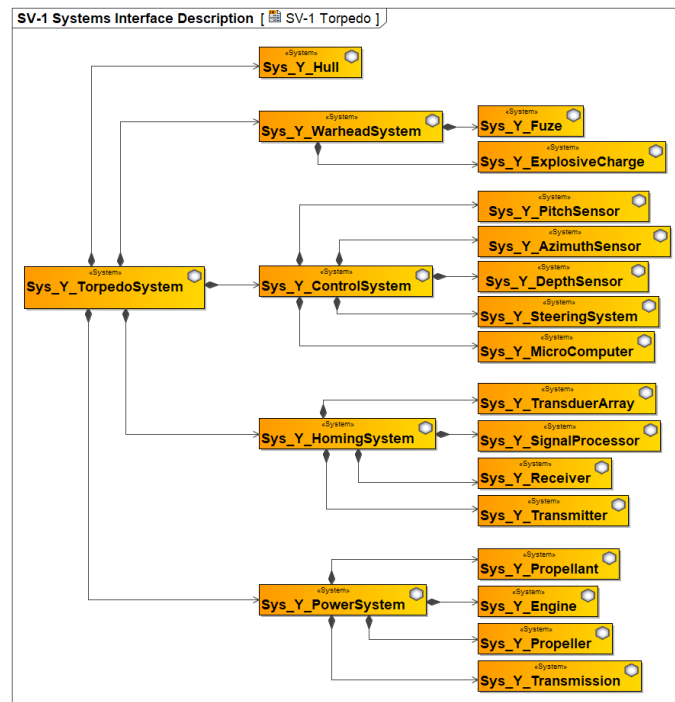 SV-1 Systems Interface Description [ SV-1 Torpedo ]
«System»
Sys_Y_Hull
«System»
Sys_Y_WarheadSystem
«System»
Sys_Y_Fuze
«System»
Sys_Y_ExplosiveCharge
«System»
Sys_Y_PitchSensor
«System»
Sys_Y_AzimuthSensor
«System»
Sys_Y_TorpedoSystem
«System»
Sys_Y_ControlSystem
«System»
Sys_Y_DepthSensor
«System»
Sys_Y_SteeringSystem
«System»
Sys_Y_MicroComputer
«System»
Sys_Y_TransduerArray
«System»
Sys_Y_HomingSystem
«System»
Sys_Y_SignalProcessor
«System»
Sys_Y_Receiver
«System»
Sys_Y_Transmitter
«System»
Sys_Y_Propellant
«System»
Sys_Y_PowerSystem
«System»
Sys_Y_Engine
«System»
Sys_Y_Propeller
«System»
Sys_Y_Transmission